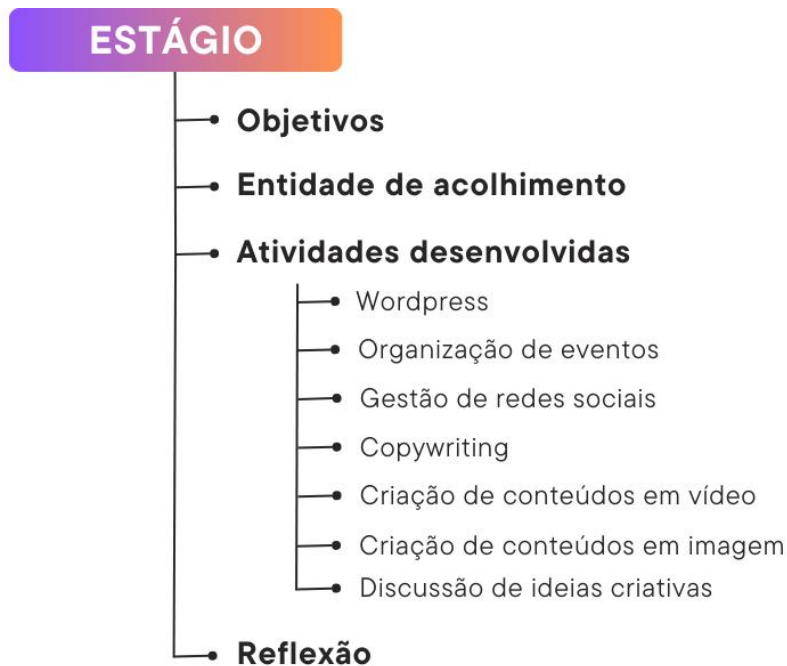 ESTÁGIO
Objetivos
Entidade de acolhimento
Atividades desenvolvidas
Wordpress
Organização de eventos
Gestão de redes sociais
Copywriting
Criação de conteúdos em vídeo
Criação de conteúdos em imagem
Discussão de ideias criativas
Reflexão